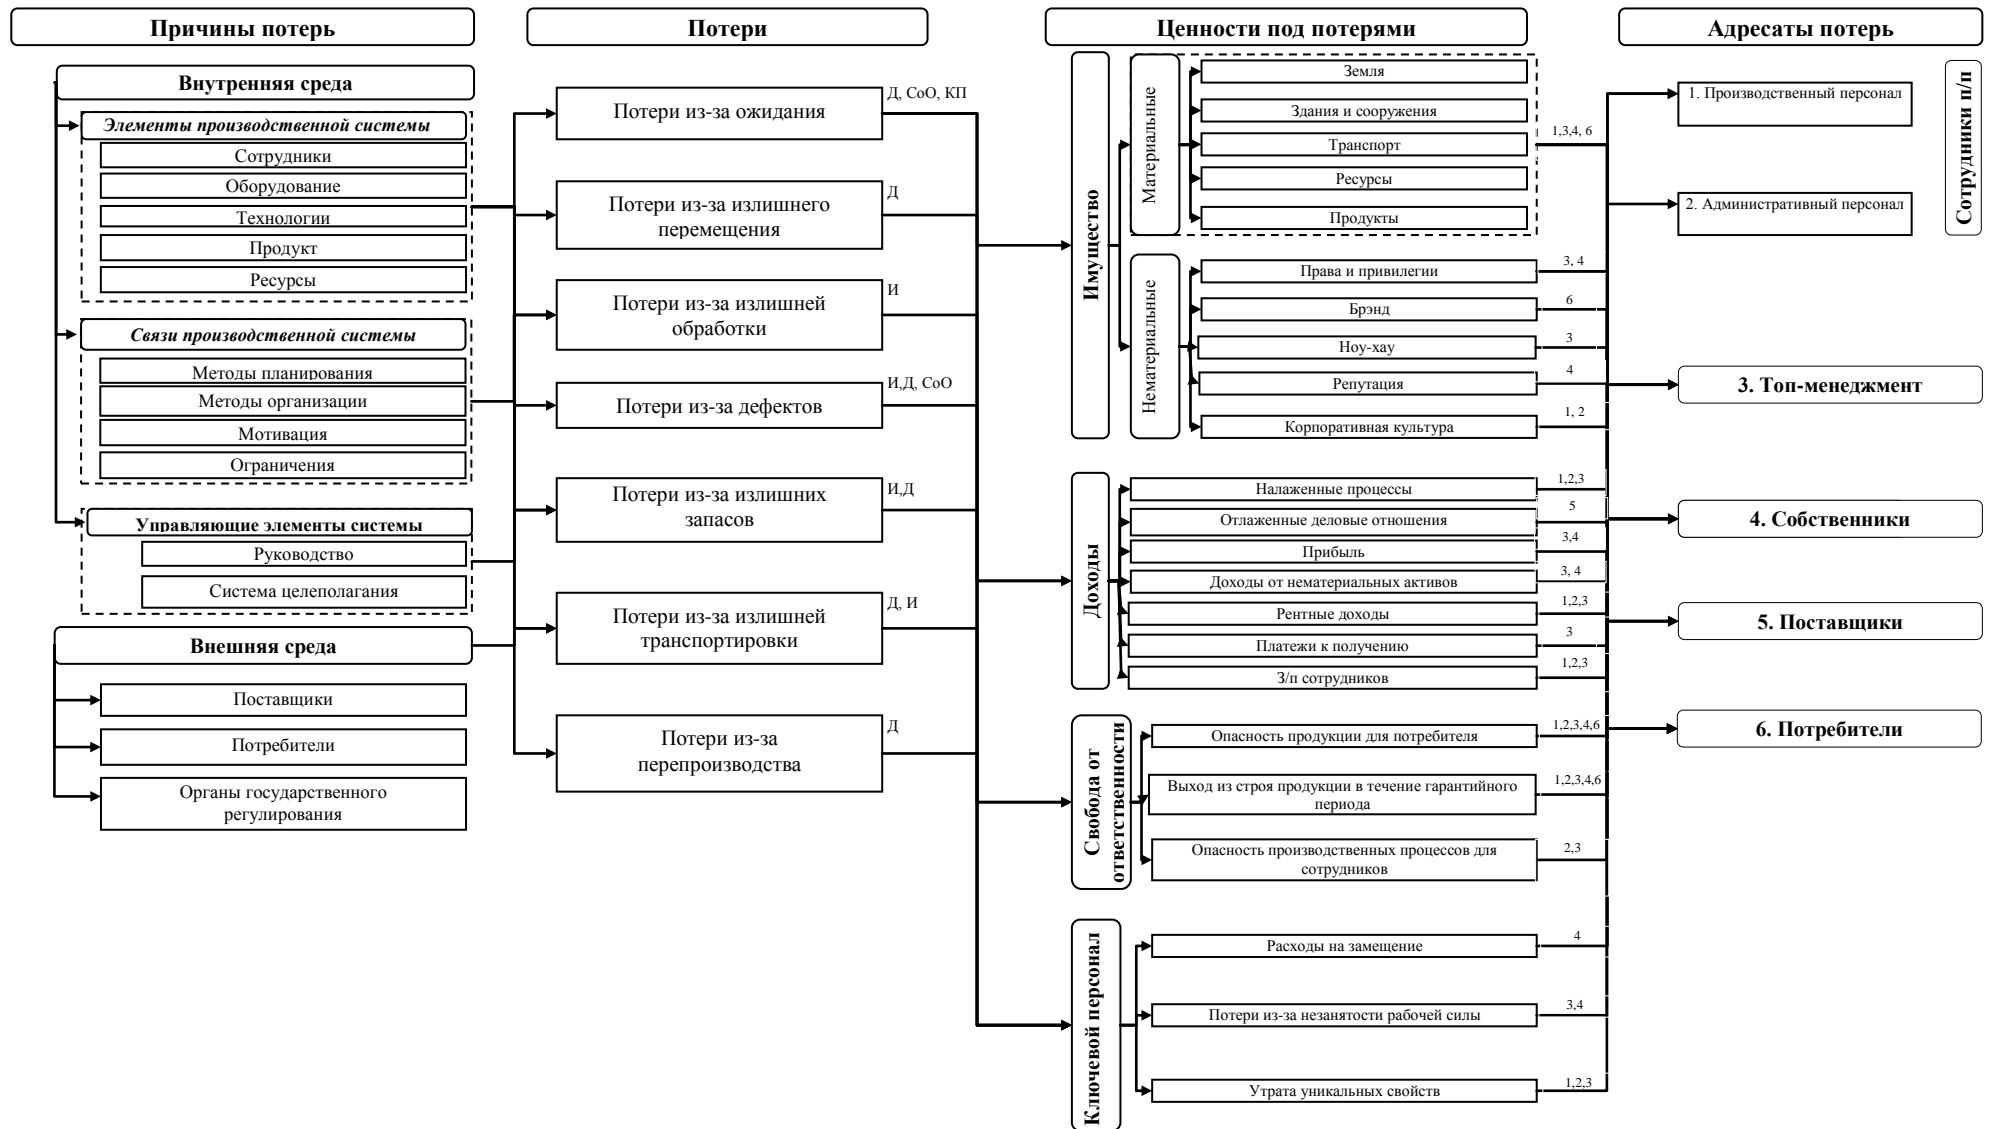 Причины потерь
Внутренняя среда
Элементы производственной системы
Сотрудники
Оборудование
Технологии
Продукт
Ресурсы
Связи производственной системы
Методы планирования
Методы организации
Мотивация
Ограничения
Управляющие элементы системы
Руководство
Система целеполагания
Внешняя среда
Поставщики
Потребители
Органы государственного
регулирования
Потери
Потери из-за ожидания
Д, СоО, КП
Потери из-за излишнего
перемещения
Д
Потери из-за излишней
обработки
И
Потери из-за дефектов
И,Д, СоО
Потери из-за излишних
запасов
И,Д
Потери из-за излишней
транспортировки
Д, И
Потери из-за
перепроизводства
Д
Ценности под потерями
Имущество
Материальные
Земля
Здания и сооружения
Транспорт
Ресурсы
Продукты
1,3,4, 6
Нематериальные
Права и привилегии
3, 4
Брэнд
6
Ноу-хау
3
Репутация
4
Корпоративная культура
1, 2
Доходы
Налаженные процессы
1,2,3
Отлаженные деловые отношения
5
Прибыль
3,4
Доходы от нематериальных активов
3, 4
Рентные доходы
1,2,3
Платежи к получению
3
З/п сотрудников
1,2,3
Свобода от
ответственности
Опасность продукции для потребителя
1,2,3,4,6
Выход из строя продукции в течение гарантийного
периода
1,2,3,4,6
Опасность производственных процессов для
сотрудников
2,3
Ключевой персонал
Расходы на замещение
4
Потери из-за незанятости рабочей силы
3,4
Утрата уникальных свойств
1,2,3
Адресаты потерь
1. Производственный персонал
2. Административный персонал
Сотрудники п/п
3. Топ-менеджмент
4. Собственники
5. Поставщики
6. Потребители